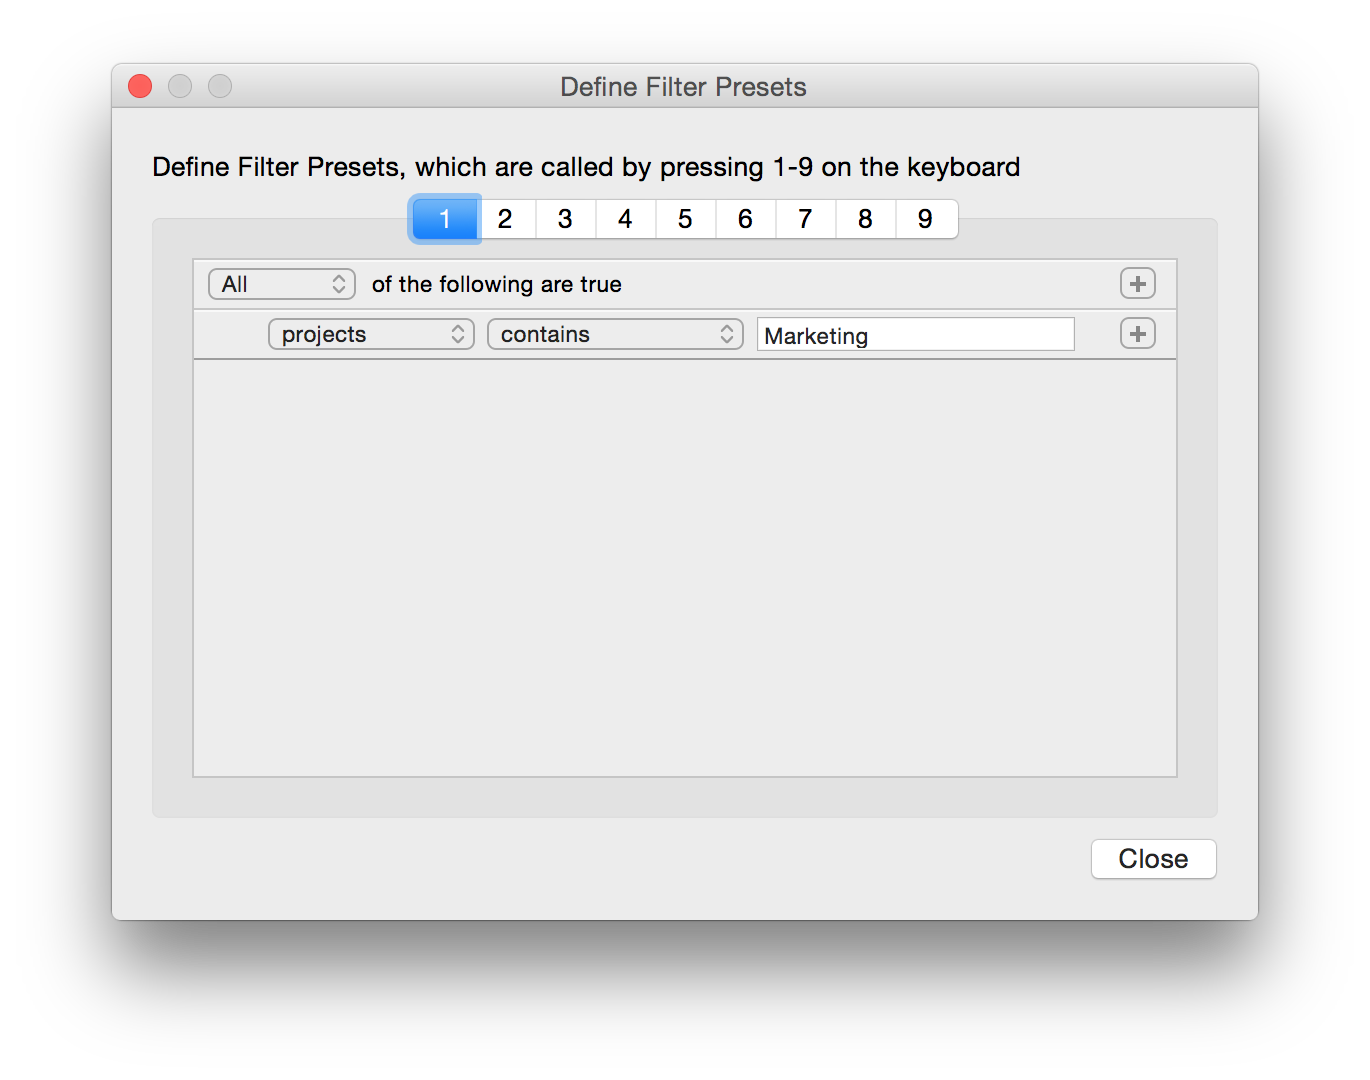 Define Filter Presets
Define Filter Presets, which are called by pressing 1-9 on the keyboard
1 2 3 4 5 6 7 8 9
All of the following are true
projects contains Marketing
Close